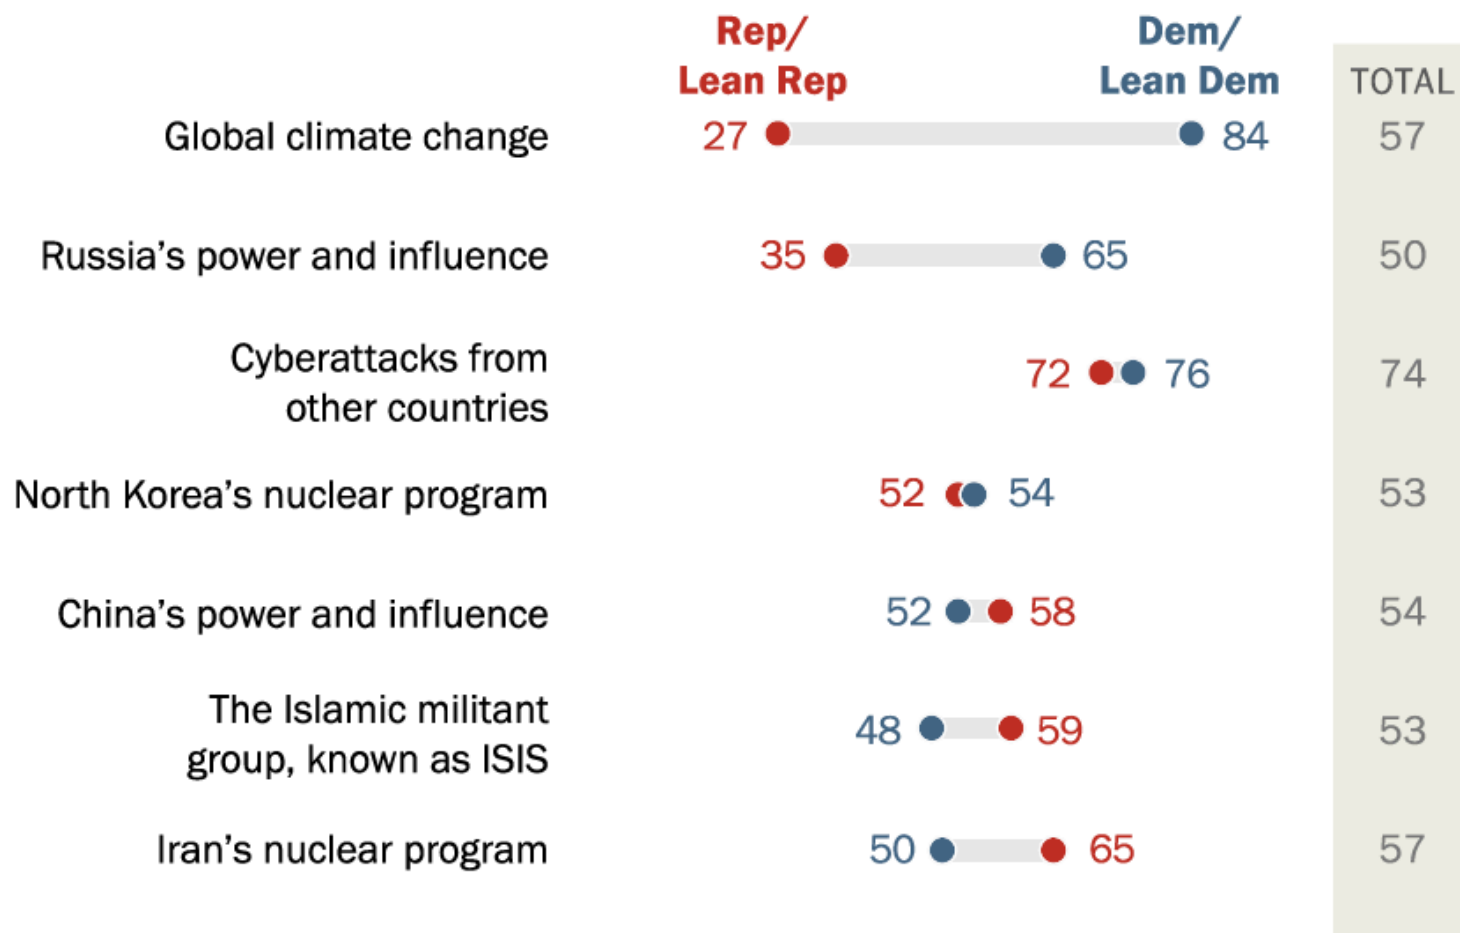 Rep/
Lean Rep
Dem/
Lean Dem
TOTAL
Global climate change 27 84 57
Russia’s power and influence 35 65 50
Cyberattacks from
other countries 72 76 74
North Korea’s nuclear program 52 54 53
China’s power and influence 52 58 54
The Islamic militant
group, known as ISIS 48 59 53
Iran’s nuclear program 50 65 57